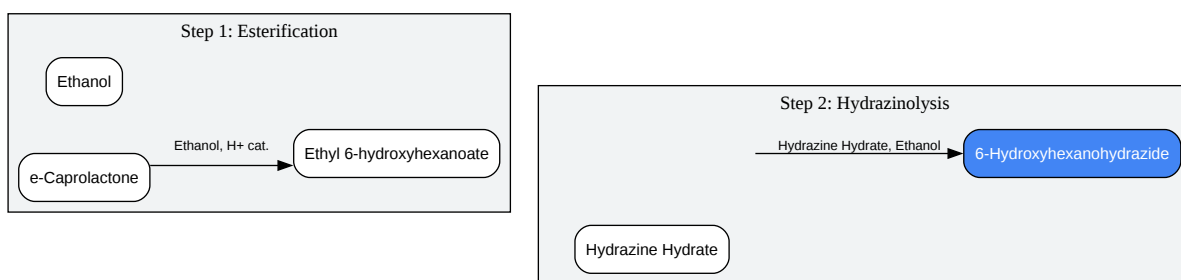 Step 1: Esterification
Ethanol
Ethanol, H+ cat.
e-Caprolactone
Ethyl 6-hydroxyhexanoate
Step 2: Hydrazinolysis
Hydrazine Hydrate, Ethanol
6-Hydroxyhexanohydrazide
Hydrazine Hydrate